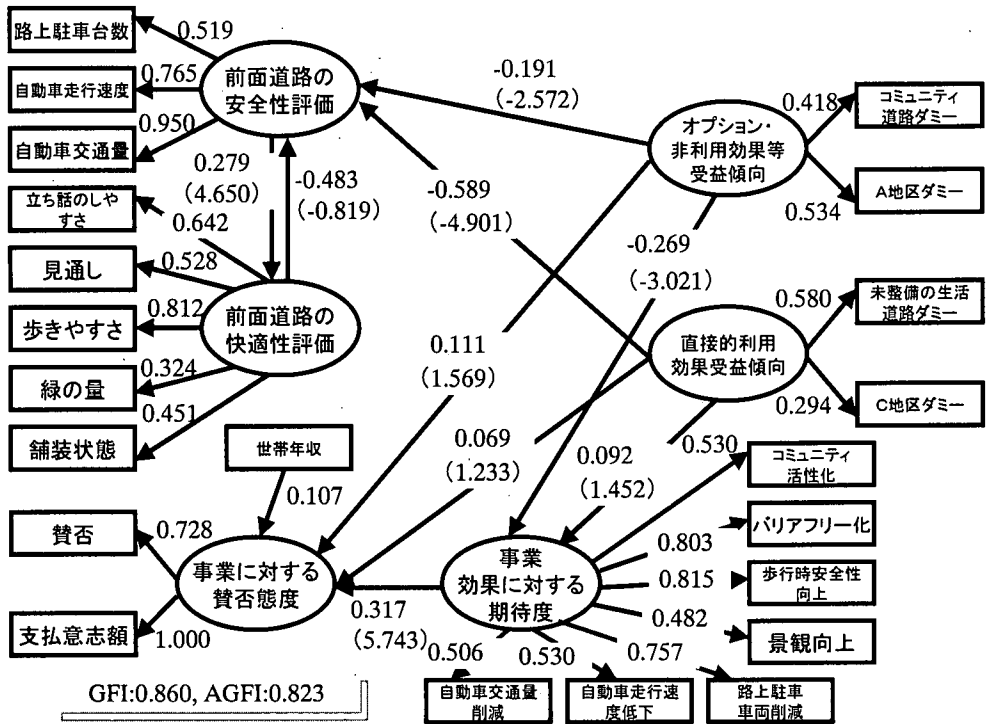 路上駐車台数
0.519
自動車走行速度
0.765
自動車交通量
0.950
前面道路の
安全性評価
-0.191
(-2.572)
オプション・
非利用効果等
受益傾向
0.418
コミュニティ
道路ダミー
A地区ダミー
0.534
0.279
(4.650)
-0.483
(-0.819)
-0.589
(-4.901)
-0.269
(-3.021)
立ち話のしや
すさ
0.642
見通し
0.528
歩きやすさ
0.812
緑の量
0.324
舗装状態
0.451
前面道路の
快適性評価
直接的利用
効果受益傾向
0.580
未整備の生活
道路ダミー
0.294
C地区ダミー
0.111
(1.569)
0.069
(1.233)
0.092
(1.452)
世帯年収
0.107
賛否
0.728
支払意志額
1.000
事業に対する
賛否態度
0.317
(5.743)
事業
効果に対する
期待度
0.530
コミュニティ
活性化
0.803
バリアフリー化
0.815
歩行時安全性
向上
0.482
景観向上
0.506
自動車交通量
削減
0.530
自動車走行速
度低下
0.757
路上駐車
車両削減
GFI:0.860, AGFI:0.823